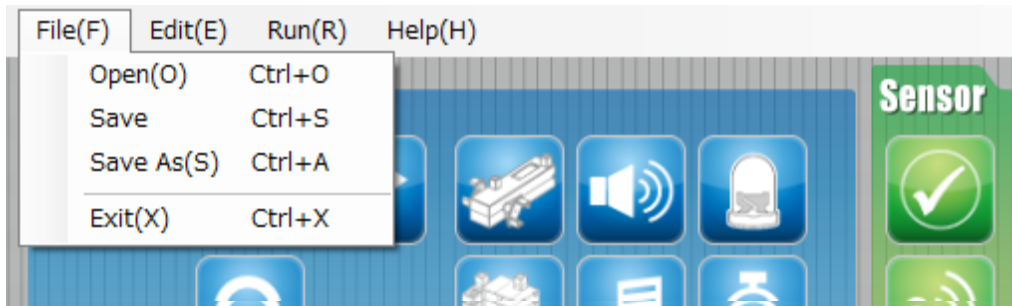 File(F) Edit(E) Run(R) Help(H)
Open(O) Ctrl+O
Save Ctrl+S
Save As(S) Ctrl+A
Exit(X) Ctrl+X
Sensor